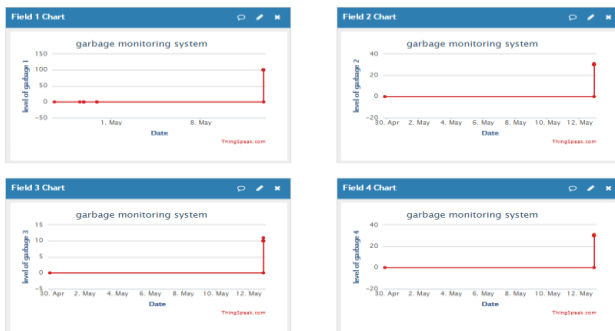 Field 1 Chart
garbage monitoring system
level of garbage 1
150
100
50
0
-50
1. May
8. May
Date
ThingSpeak.com
Field 2 Chart
garbage monitoring system
level of garbage 2
40
20
0
-20
30. Apr 2. May 4. May 6. May 8. May 10. May 12. May
Date
ThingSpeak.com
Field 3 Chart
garbage monitoring system
level of garbage 3
15
10
5
0
-5
30. Apr 2. May 4. May 6. May 8. May 10. May 12. May
Date
ThingSpeak.com
Field 4 Chart
garbage monitoring system
level of garbage 4
40
20
0
-20
30. Apr 2. May 4. May 6. May 8. May 10. May 12. May
Date
ThingSpeak.com